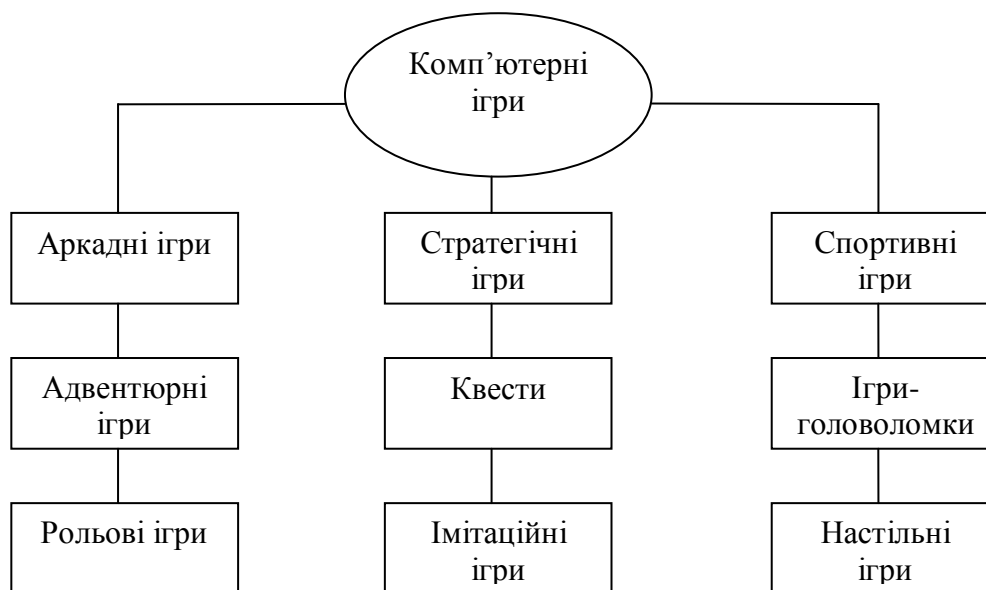 Комп’ютерні
ігри
Аркадні ігри
Стратегічні
ігри
Спортивні
ігри
Адвентюрні
ігри
Квести
Ігри-
головоломки
Рольові ігри
Імітаційні
ігри
Настільні
ігри